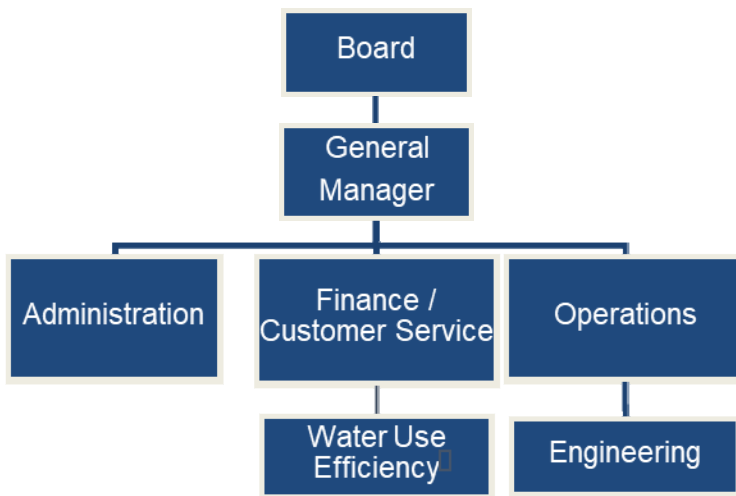 Board
General
Manager
Administration
Finance /
Customer Service
Operations
Water Use
Efficiency
Engineering